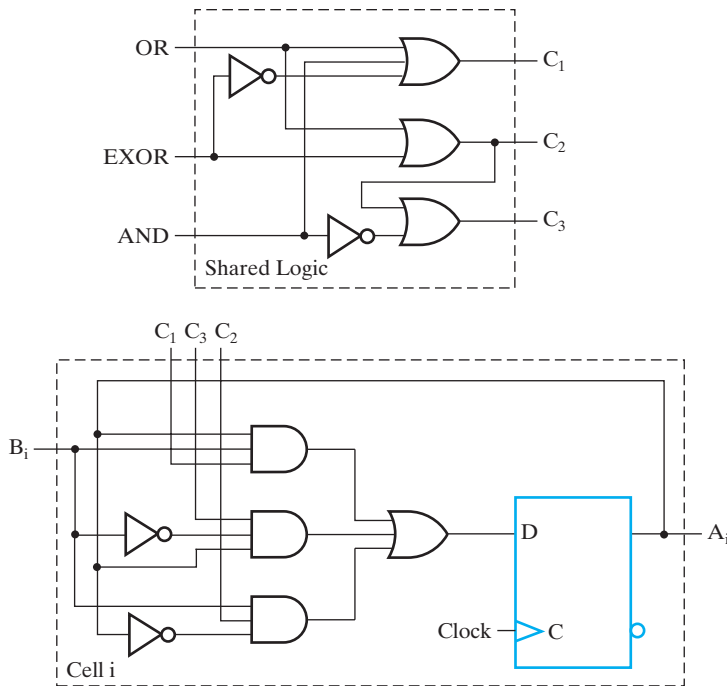 OR
C₁
EXOR
C₂
AND
C₃
Shared Logic
C₁ C₃ C₂
Bᵢ
D
Aᵢ
Clock
C
Cell i